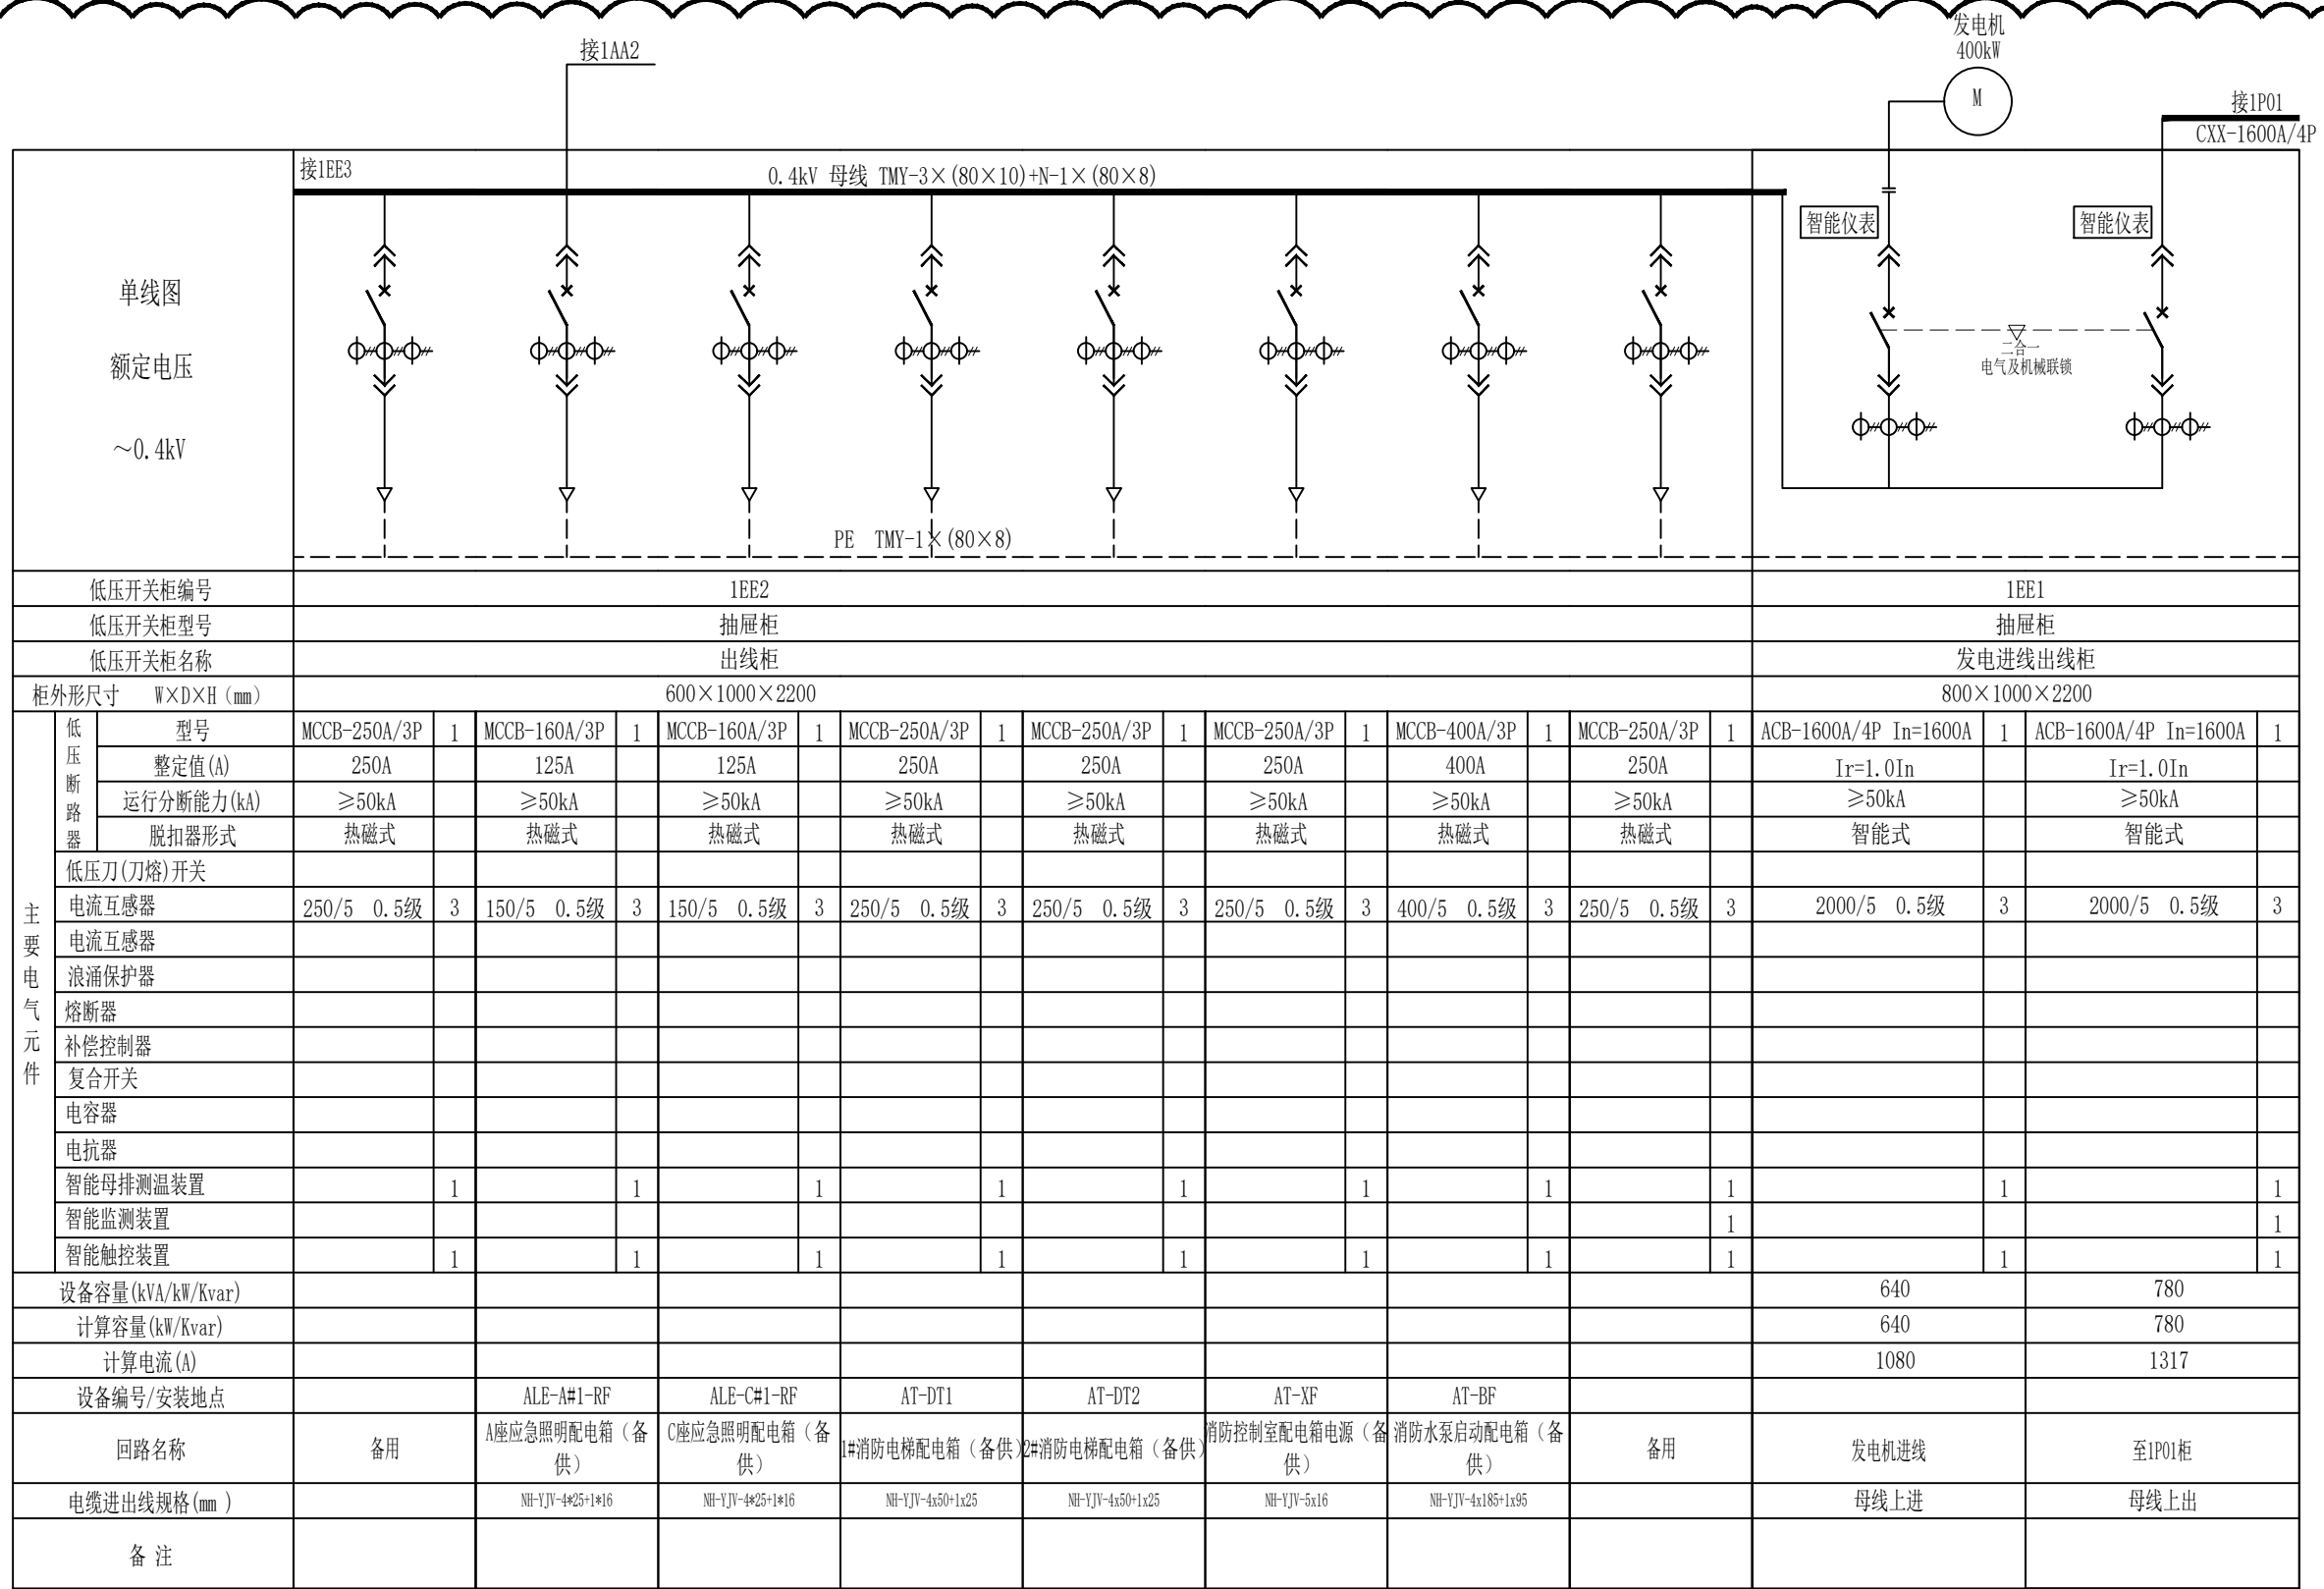 发电机
400kW
M
接1AA2
接1P01
CXX-1600A/4P
接1EE3
0.4kV 母线 TMY-3×(80×10)+N-1×(80×8)
智能仪表 智能仪表
单线图
额定电压
～0.4kV
二合一
电气及机械联锁
PE TMY-1×(80×8)
低压开关柜编号 1EE2 1EE1
低压开关柜型号 抽屉柜 抽屉柜
低压开关柜名称 出线柜 发电进线出线柜
柜外形尺寸 W×D×H（mm） 600×1000×2200 800×1000×2200
主要电气元件
低压断路器
型号 MCCB-250A/3P 1 MCCB-160A/3P 1 MCCB-160A/3P 1 MCCB-250A/3P 1 MCCB-250A/3P 1 MCCB-250A/3P 1 MCCB-400A/3P 1 MCCB-250A/3P 1 ACB-1600A/4P In=1600A 1 ACB-1600A/4P In=1600A 1
整定值(A) 250A 125A 125A 250A 250A 250A 400A 250A Ir=1.0In Ir=1.0In
运行分断能力(kA) ≥50kA ≥50kA ≥50kA ≥50kA ≥50kA ≥50kA ≥50kA ≥50kA ≥50kA ≥50kA
脱扣器形式 热磁式 热磁式 热磁式 热磁式 热磁式 热磁式 热磁式 热磁式 智能式 智能式
低压刀(刀熔)开关
电流互感器 250/5 0.5级 3 150/5 0.5级 3 150/5 0.5级 3 250/5 0.5级 3 250/5 0.5级 3 250/5 0.5级 3 400/5 0.5级 3 250/5 0.5级 3 2000/5 0.5级 3 2000/5 0.5级 3
电流互感器
浪涌保护器
熔断器
补偿控制器
复合开关
电容器
电抗器
智能母排测温装置 1 1 1 1 1 1 1 1 1 1
智能监测装置 1 1
智能触控装置 1 1 1 1 1 1 1 1 1 1
设备容量(kVA/kW/Kvar) 640 780
计算容量(kW/Kvar) 640 780
计算电流(A) 1080 1317
设备编号/安装地点 ALE-A#1-RF ALE-C#1-RF AT-DT1 AT-DT2 AT-XF AT-BF
回路名称 备用 A座应急照明配电箱（备供） C座应急照明配电箱（备供） 1#消防电梯配电箱（备供） 2#消防电梯配电箱（备供） 消防控制室配电箱电源（备供） 消防水泵启动配电箱（备供） 备用 发电机进线 至1P01柜
电缆进出线规格(mm ) NH-YJV-4*25+1*16 NH-YJV-4*25+1*16 NH-YJV-4x50+1x25 NH-YJV-4x50+1x25 NH-YJV-5x16 NH-YJV-4x185+1x95 母线上进 母线上出
备 注